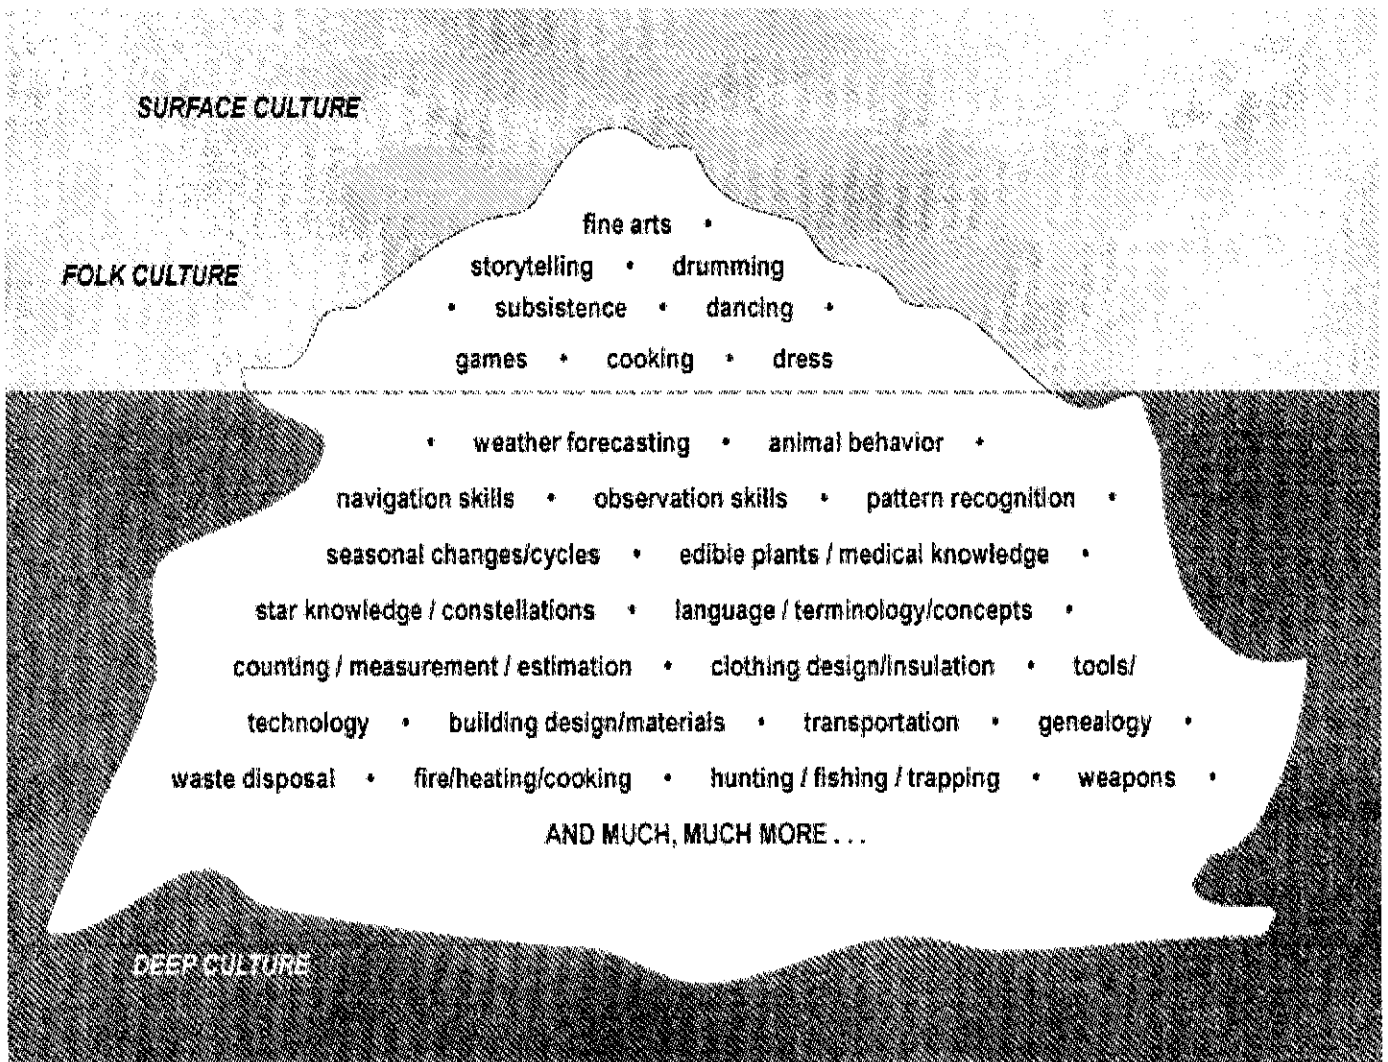 SURFACE CULTURE
fine arts •
FOLK CULTURE
storytelling • drumming
• subsistence • dancing •
games • cooking • dress
• weather forecasting • animal behavior •
navigation skills • observation skills • pattern recognition •
seasonal changes/cycles • edible plants / medical knowledge •
star knowledge / constellations • language / terminology/concepts •
counting / measurement / estimation • clothing design/insulation • tools/
technology • building design/materials • transportation • genealogy •
waste disposal • fire/heating/cooking • hunting / fishing / trapping • weapons •
AND MUCH, MUCH MORE . . .
DEEP CULTURE